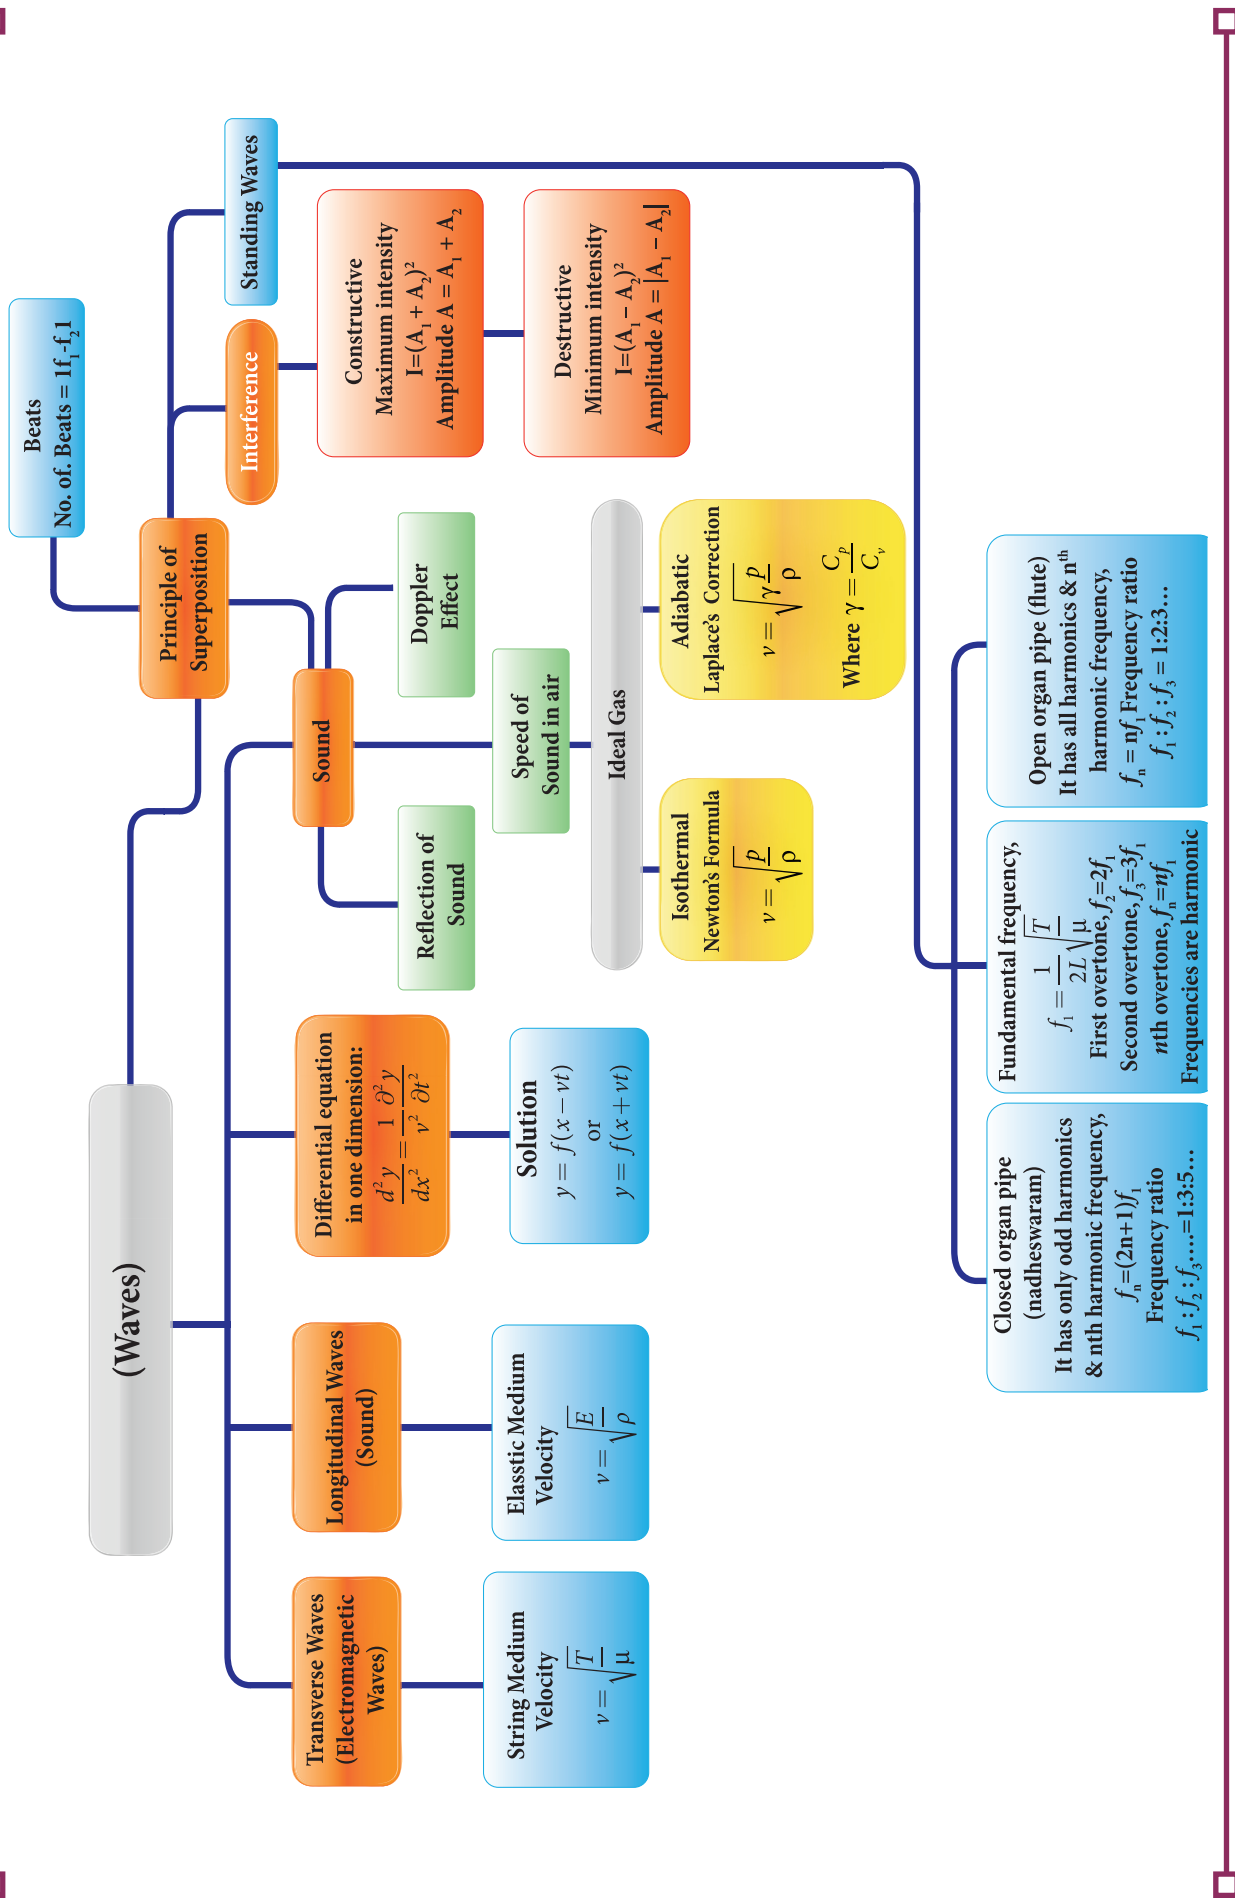 (Waves)
Beats
No. of. Beats = 1f₁-f₂1
Principle of
Superposition
Transverse Waves
(Electromagnetic
Waves)
String Medium
Velocity
v = √(T/μ)
Longitudinal Waves
(Sound)
Elasstic Medium
Velocity
v = √(E/ρ)
Differential equation
in one dimension:
d²y/dx² = 1/v² ∂²y/∂t²
Solution
y = f(x − vt)
or
y = f(x + vt)
Sound
Reflection of
Sound
Doppler
Effect
Speed of
Sound in air
Ideal Gas
Isothermal
Newton's Formula
v = √(p/ρ)
Adiabatic
Laplace's Correction
v = √(γp/ρ)
Where γ = Cₚ/Cᵥ
Interference
Constructive
Maximum intensity
I=(A₁ + A₂)²
Amplitude A = A₁ + A₂
Destructive
Minimum intensity
I=(A₁ − A₂)²
Amplitude A = |A₁ − A₂|
Standing Waves
Closed organ pipe
(nadheswaram)
It has only odd harmonics
& nth harmonic frequency,
fₙ=(2n+1)f₁
Frequency ratio
f₁ : f₂ : f₃....=1:3:5...
Fundamental frequency,
f₁ = 1/2L √(T/μ)
First overtone, f₂=2f₁
Second overtone, f₃=3f₁
nth overtone, fₙ=nf₁
Frequencies are harmonic
Open organ pipe (flute)
It has all harmonics & nᵗʰ
harmonic frequency,
fₙ = nf₁ Frequency ratio
f₁ : f₂ : f₃ = 1:2:3...